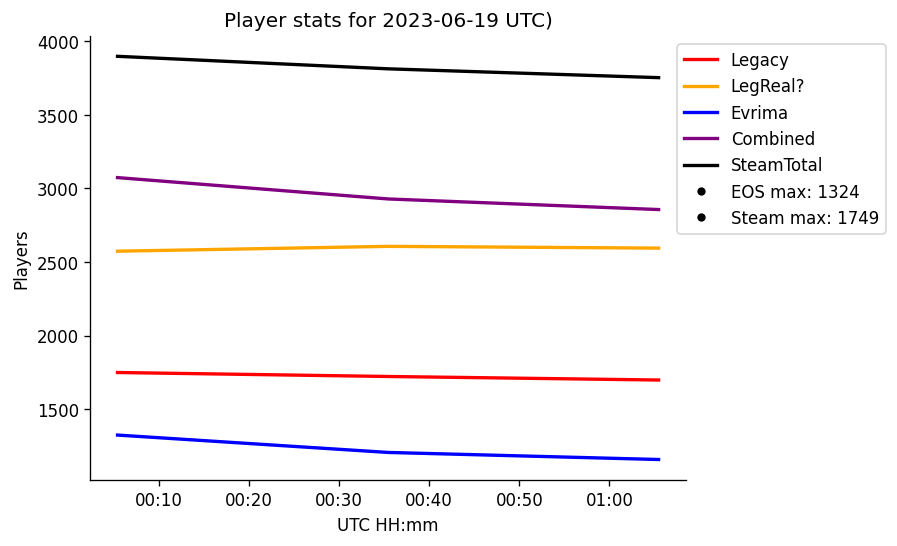 Player stats for 2023-06-19 UTC)
4000
3500
3000
2500
2000
1500
Players
00:10 00:20 00:30 00:40 00:50 01:00
UTC HH:mm
Legacy
LegReal?
Evrima
Combined
SteamTotal
EOS max: 1324
Steam max: 1749